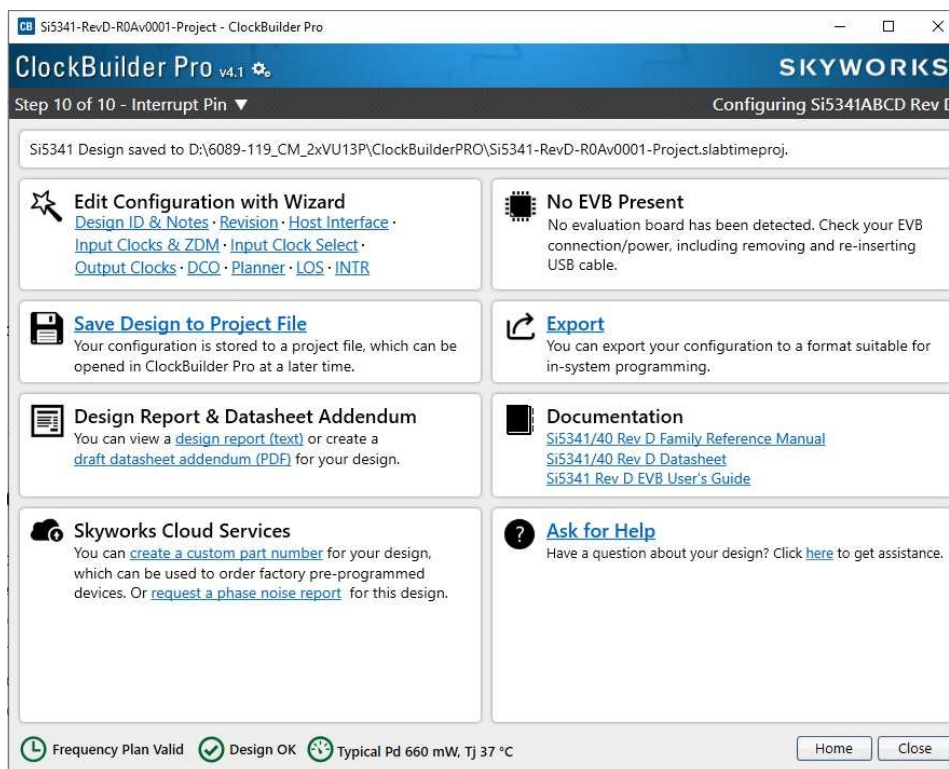 CB Si5341-RevD-R0Av0001-Project - ClockBuilder Pro
ClockBuilder Pro v4.1
SKYWORKS
Step 10 of 10 - Interrupt Pin ▼
Configuring Si5341ABCD Rev D
Si5341 Design saved to D:\6089-119_CM_2xVU13P\ClockBuilderPRO\Si5341-RevD-R0Av0001-Project.slabtimeproj.
Edit Configuration with Wizard
Design ID & Notes · Revision · Host Interface ·
Input Clocks & ZDM · Input Clock Select ·
Output Clocks · DCO · Planner · LOS · INTR
No EVB Present
No evaluation board has been detected. Check your EVB
connection/power, including removing and re-inserting
USB cable.
Save Design to Project File
Your configuration is stored to a project file, which can be
opened in ClockBuilder Pro at a later time.
Export
You can export your configuration to a format suitable for
in-system programming.
Design Report & Datasheet Addendum
You can view a design report (text) or create a
draft datasheet addendum (PDF) for your design.
Documentation
Si5341/40 Rev D Family Reference Manual
Si5341/40 Rev D Datasheet
Si5341 Rev D EVB User's Guide
Skyworks Cloud Services
You can create a custom part number for your design,
which can be used to order factory pre-programmed
devices. Or request a phase noise report for this design.
Ask for Help
Have a question about your design? Click here to get assistance.
Frequency Plan Valid
Design OK
Typical Pd 660 mW, Tj 37 °C
Home
Close